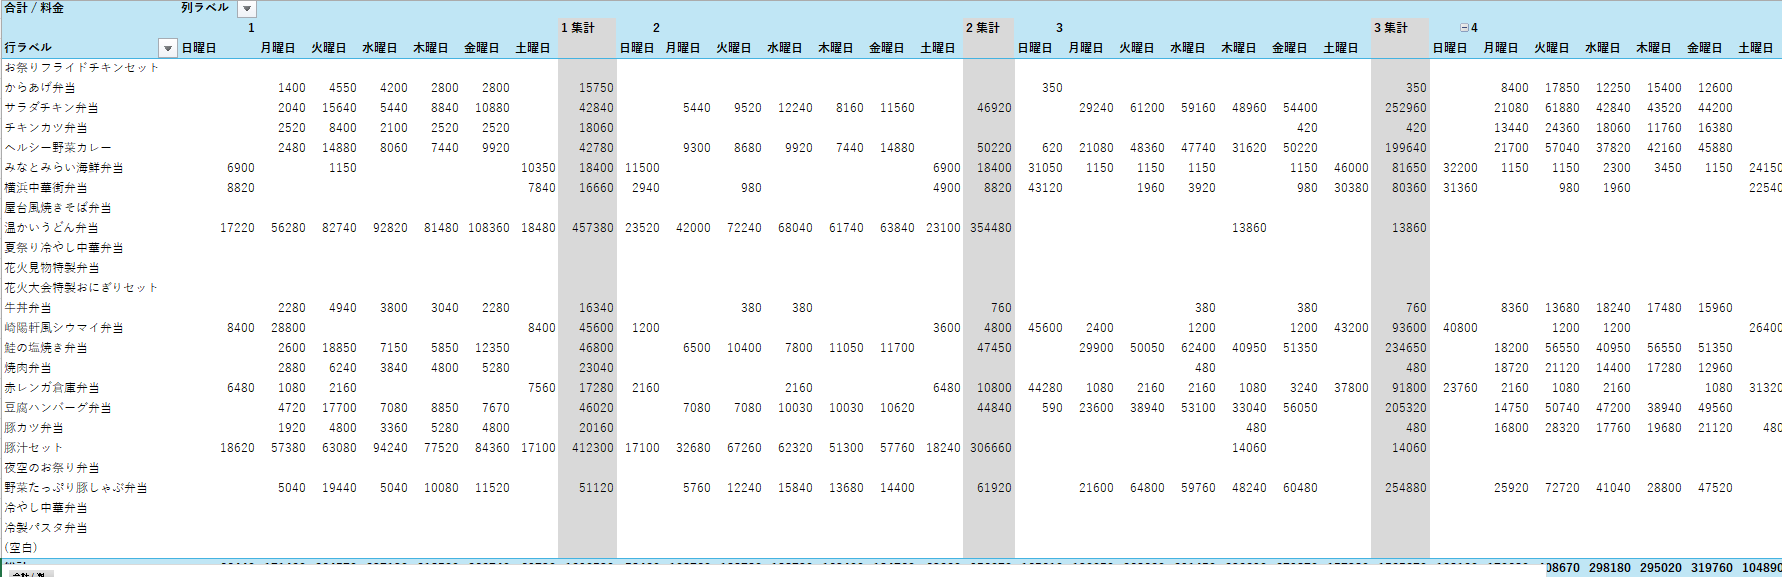 合計 / 料金 列ラベル
1 1 集計 2 2 集計 3 3 集計 4
行ラベル 日曜日 月曜日 火曜日 水曜日 木曜日 金曜日 土曜日 日曜日 月曜日 火曜日 水曜日 木曜日 金曜日 土曜日 日曜日 月曜日 火曜日 水曜日 木曜日 金曜日 土曜日 日曜日 月曜日 火曜日 水曜日 木曜日 金曜日 土曜日
お祭りフライドチキンセット
からあげ弁当 1400 4550 4200 2800 2800 15750 350 350 8400 17850 12250 15400 12600
サラダチキン弁当 2040 15640 5440 8840 10880 42840 5440 9520 12240 8160 11560 46920 29240 61200 59160 48960 54400 252960 21080 61880 42840 43520 44200
チキンカツ弁当 2520 8400 2100 2520 2520 18060 420 420 13440 24360 18060 11760 16380
ヘルシー野菜カレー 2480 14880 8060 7440 9920 42780 9300 8680 9920 7440 14880 50220 620 21080 48360 47740 31620 50220 199640 21700 57040 37820 42160 45880
みなとみらい海鮮弁当 6900 1150 10350 18400 11500 6900 18400 31050 1150 1150 1150 1150 46000 81650 32200 1150 1150 2300 3450 1150 24150
横浜中華街弁当 8820 7840 16660 2940 980 4900 8820 43120 1960 3920 980 30380 80360 31360 980 1960 22540
屋台風焼きそば弁当
温かいうどん弁当 17220 56280 82740 92820 81480 108360 18480 457380 23520 42000 72240 68040 61740 63840 23100 354480 13860 13860
夏祭り冷やし中華弁当
花火見物特製弁当
花火大会特製おにぎりセット
牛丼弁当 2280 4940 3800 3040 2280 16340 380 380 760 380 380 760 8360 13680 18240 17480 15960
崎陽軒風シウマイ弁当 8400 28800 8400 45600 1200 3600 4800 45600 2400 1200 1200 43200 93600 40800 1200 1200 26400
鮭の塩焼き弁当 2600 18850 7150 5850 12350 46800 6500 10400 7800 11050 11700 47450 29900 50050 62400 40950 51350 234650 18200 56550 40950 56550 51350
焼肉弁当 2880 6240 3840 4800 5280 23040 480 480 18720 21120 14400 17280 12960
赤レンガ倉庫弁当 6480 1080 2160 7560 17280 2160 2160 6480 10800 44280 1080 2160 2160 1080 3240 37800 91800 23760 2160 1080 2160 1080 31320
豆腐ハンバーグ弁当 4720 17700 7080 8850 7670 46020 7080 7080 10030 10030 10620 44840 590 23600 38940 53100 33040 56050 205320 14750 50740 47200 38940 49560
豚カツ弁当 1920 4800 3360 5280 4800 20160 480 480 16800 28320 17760 19680 21120 480
豚汁セット 18620 57380 63080 94240 77520 84360 17100 412300 17100 32680 67260 62320 51300 57760 18240 306660 14060 14060
夜空のお祭り弁当
野菜たっぷり豚しゃぶ弁当 5040 19440 5040 10080 11520 51120 5760 12240 15840 13680 14400 61920 21600 64800 59760 48240 60480 254880 25920 72720 41040 28800 47520
冷やし中華弁当
冷製パスタ弁当
(空白)
08670 298180 295020 319760 104890